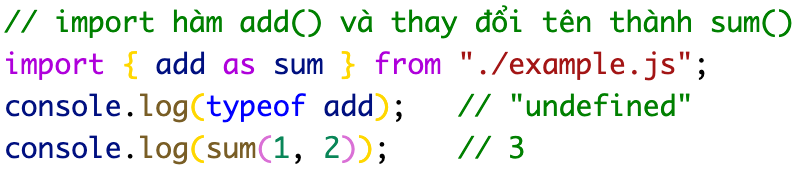 // import hàm add() và thay đổi tên thành sum()
import { add as sum } from "./example.js";
console.log(typeof add);   // "undefined"
console.log(sum(1, 2));    // 3